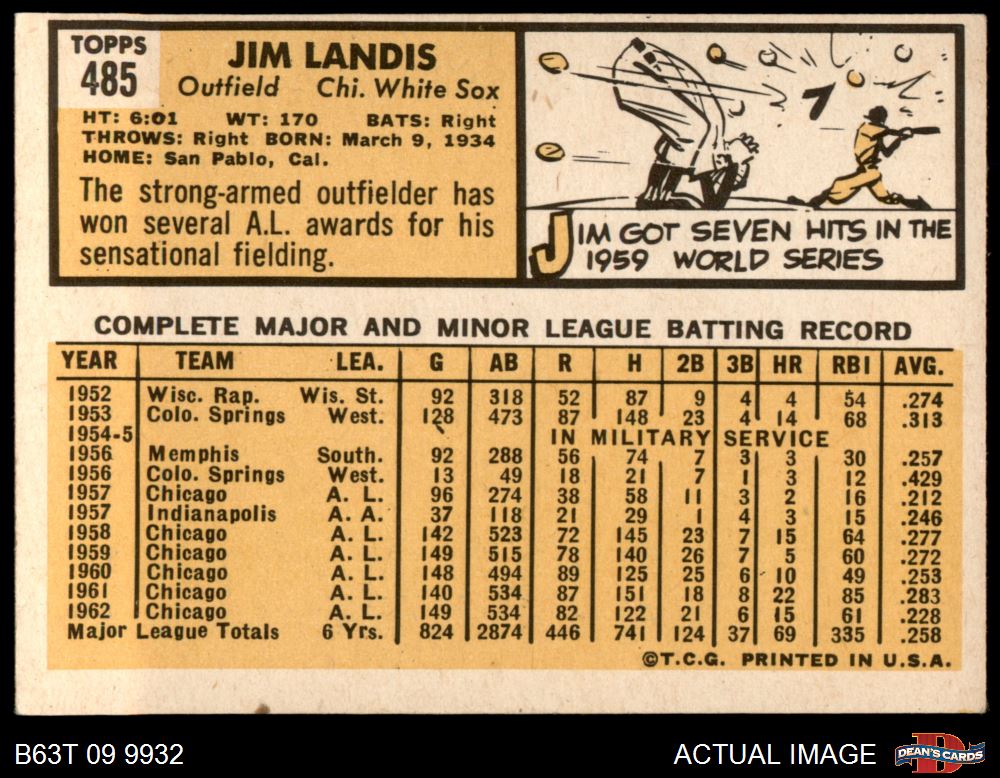 TOPPS
485
JIM LANDIS
Outfield Chi. White Sox
HT: 6:01 WT: 170 BATS: Right
THROWS: Right BORN: March 9, 1934
HOME: San Pablo, Cal.
The strong-armed outfielder has
won several A.L. awards for his
sensational fielding.
7
JIM GOT SEVEN HITS IN THE
1959 WORLD SERIES
COMPLETE MAJOR AND MINOR LEAGUE BATTING RECORD
YEAR TEAM LEA. G AB R H 2B 3B HR RBI AVG.
1952 Wisc. Rap. Wis. St. 92 318 52 87 9 4 4 54 .274
1953 Colo. Springs West. 128 473 87 148 23 4 14 68 .313
1954-5 IN MILITARY SERVICE
1956 Memphis South. 92 288 56 74 7 3 3 30 .257
1956 Colo. Springs West. 13 49 18 21 7 1 3 12 .429
1957 Chicago A. L. 96 274 38 58 11 3 2 16 .212
1957 Indianapolis A. A. 37 118 21 29 1 4 3 15 .246
1958 Chicago A. L. 142 523 72 145 23 7 15 64 .277
1959 Chicago A. L. 149 515 78 140 26 7 5 60 .272
1960 Chicago A. L. 148 494 89 125 25 6 10 49 .253
1961 Chicago A. L. 140 534 87 151 18 8 22 85 .283
1962 Chicago A. L. 149 534 82 122 21 6 15 61 .228
Major League Totals 6 Yrs. 824 2874 446 741 124 37 69 335 .258
©T.C.G. PRINTED IN U.S.A.
B63T 09 9932 ACTUAL IMAGE DEAN'S CARDS